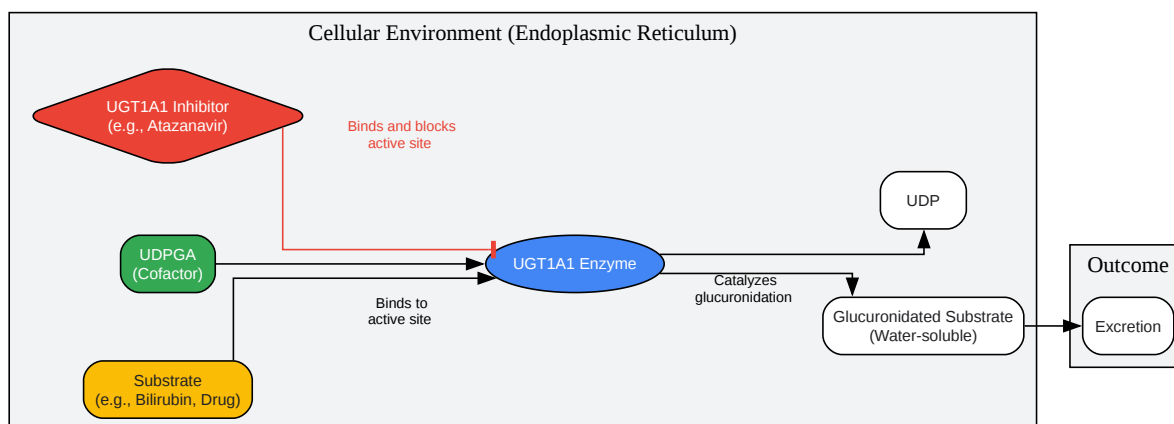 Cellular Environment (Endoplasmic Reticulum)
UGT1A1 Inhibitor
(e.g., Atazanavir)
Binds and blocks
active site
UDP
UDPGA
(Cofactor)
UGT1A1 Enzyme
Outcome
Catalyzes
glucuronidation
Binds to
active site
Glucuronidated Substrate
(Water-soluble)
Excretion
Substrate
(e.g., Bilirubin, Drug)